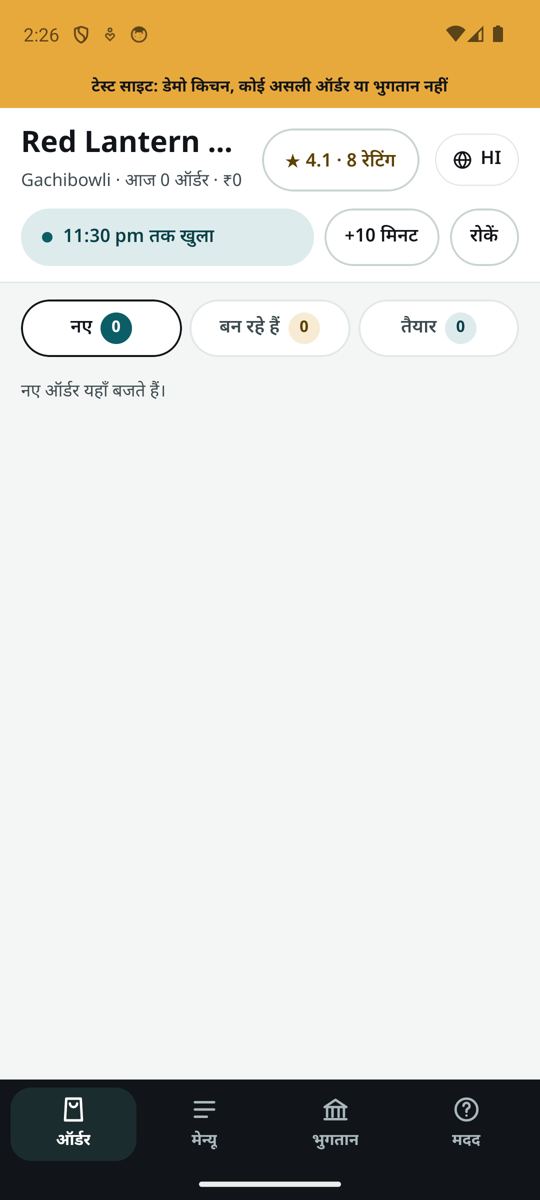 2:26
टेस्ट साइट: डेमो किचन, कोई असली ऑर्डर या भुगतान नहीं
Red Lantern ...
★ 4.1 · 8 रेटिंग
HI
Gachibowli · आज 0 ऑर्डर · ₹0
11:30 pm तक खुला
+10 मिनट
रोकें
नए 0
बन रहे हैं 0
तैयार 0
नए ऑर्डर यहाँ बजते हैं।
ऑर्डर
मेन्यू
भुगतान
मदद